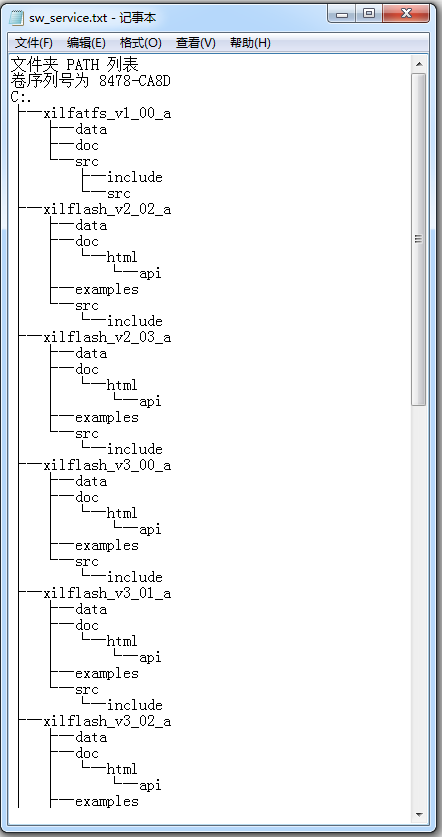 sw_service.txt - 记事本
文件(F) 编辑(E) 格式(O) 查看(V) 帮助(H)
文件夹 PATH 列表
卷序列号为 8478-CA8D
C:.
├─xilfatfs_v1_00_a
│  ├─data
│  ├─doc
│  └─src
│      ├─include
│      └─src
├─xilflash_v2_02_a
│  ├─data
│  ├─doc
│  │  └─html
│  │      └─api
│  ├─examples
│  └─src
│      └─include
├─xilflash_v2_03_a
│  ├─data
│  ├─doc
│  │  └─html
│  │      └─api
│  ├─examples
│  └─src
│      └─include
├─xilflash_v3_00_a
│  ├─data
│  ├─doc
│  │  └─html
│  │      └─api
│  ├─examples
│  └─src
│      └─include
├─xilflash_v3_01_a
│  ├─data
│  ├─doc
│  │  └─html
│  │      └─api
│  ├─examples
│  └─src
│      └─include
├─xilflash_v3_02_a
│  ├─data
│  ├─doc
│  │  └─html
│  │      └─api
│  ├─examples